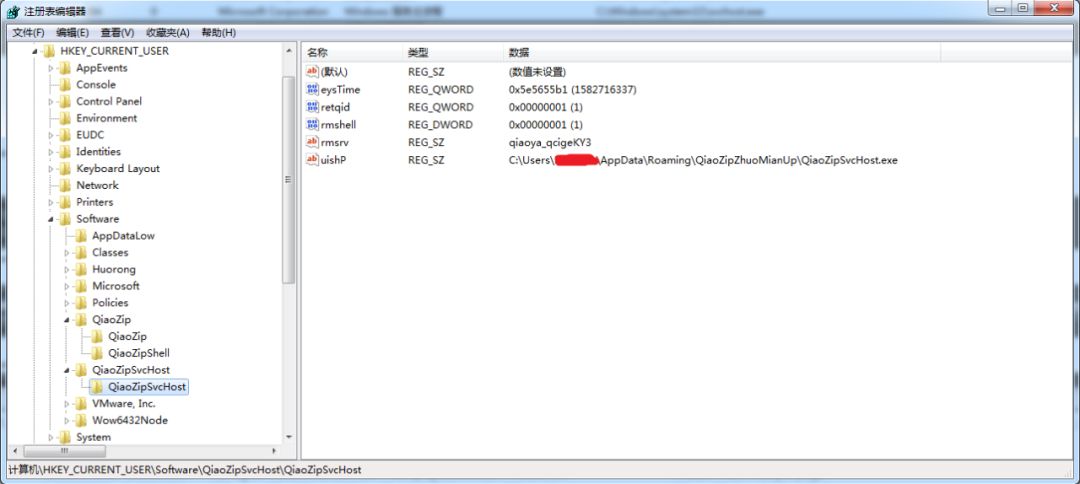 注册表编辑器
文件(F) 编辑(E) 查看(V) 收藏夹(A) 帮助(H)
HKEY_CURRENT_USER
AppEvents
Console
Control Panel
Environment
EUDC
Identities
Keyboard Layout
Network
Printers
Software
AppDataLow
Classes
Huorong
Microsoft
Policies
QiaoZip
QiaoZip
QiaoZipShell
QiaoZipSvcHost
QiaoZipSvcHost
VMware, Inc.
Wow6432Node
System
名称 类型 数据
(默认) REG_SZ (数值未设置)
eysTime REG_QWORD 0x5e5655b1 (1582716337)
retqid REG_QWORD 0x00000001 (1)
rmshell REG_DWORD 0x00000001 (1)
rmsrv REG_SZ qiaoya_qcigeKY3
uishP REG_SZ C:\Users\ \AppData\Roaming\QiaoZipZhuoMianUp\QiaoZipSvcHost.exe
计算机\HKEY_CURRENT_USER\Software\QiaoZipSvcHost\QiaoZipSvcHost